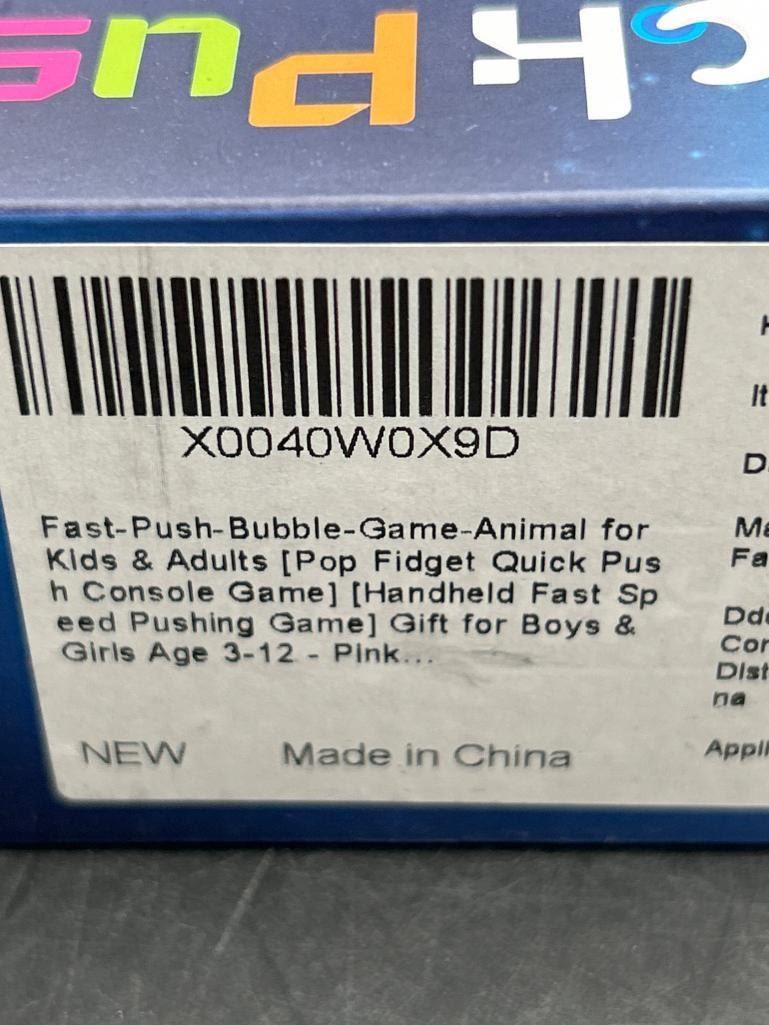 X0040W0X9D
Fast-Push-Bubble-Game-Animal for
Kids & Adults [Pop Fidget Quick Pus
h Console Game] [Handheld Fast Sp
eed Pushing Game] Gift for Boys &
Girls Age 3-12 - Pink...
NEW Made in China